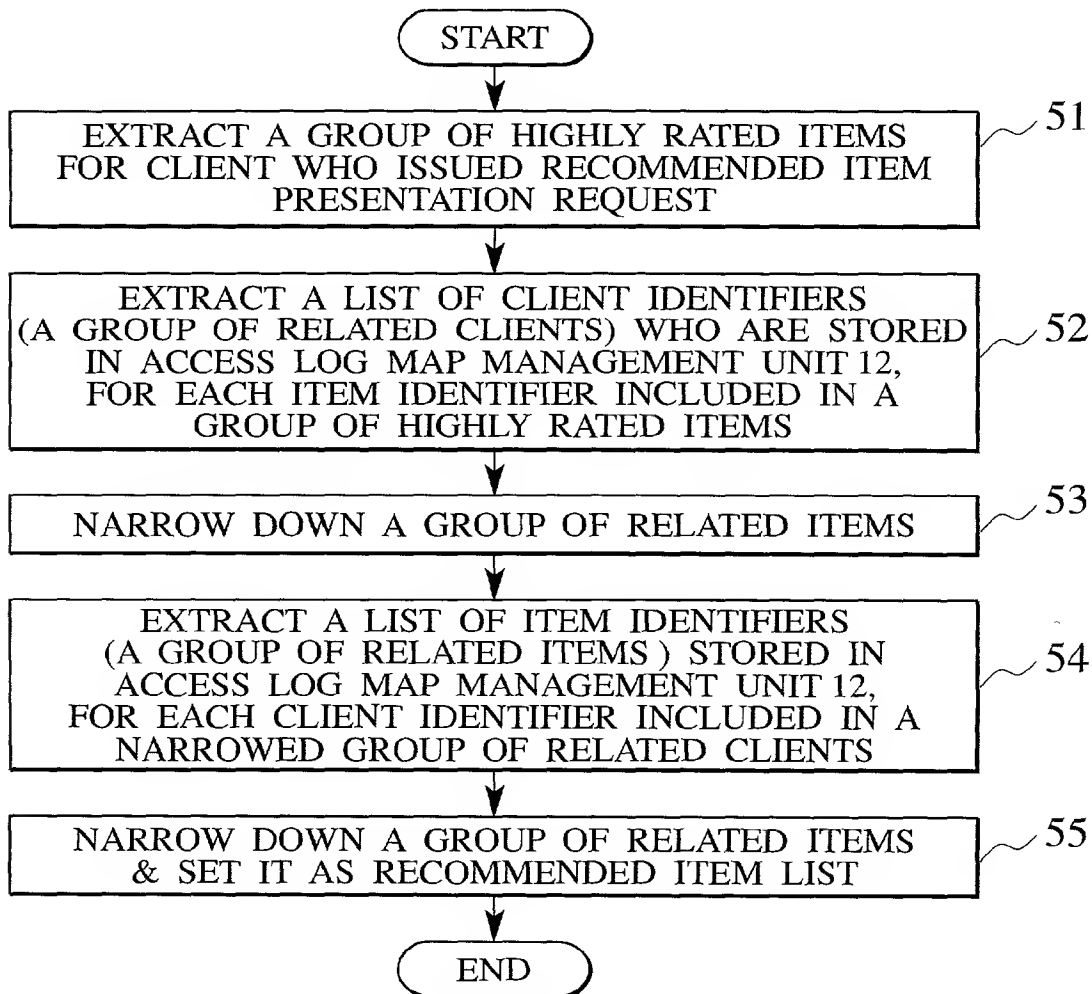 START
EXTRACT A GROUP OF HIGHLY RATED ITEMS
FOR CLIENT WHO ISSUED RECOMMENDED ITEM
PRESENTATION REQUEST
51
EXTRACT A LIST OF CLIENT IDENTIFIERS
(A GROUP OF RELATED CLIENTS) WHO ARE STORED
IN ACCESS LOG MAP MANAGEMENT UNIT 12,
FOR EACH ITEM IDENTIFIER INCLUDED IN A
GROUP OF HIGHLY RATED ITEMS
52
NARROW DOWN A GROUP OF RELATED ITEMS
53
EXTRACT A LIST OF ITEM IDENTIFIERS
(A GROUP OF RELATED ITEMS ) STORED IN
ACCESS LOG MAP MANAGEMENT UNIT 12,
FOR EACH CLIENT IDENTIFIER INCLUDED IN A
NARROWED GROUP OF RELATED CLIENTS
54
NARROW DOWN A GROUP OF RELATED ITEMS
& SET IT AS RECOMMENDED ITEM LIST
55
END